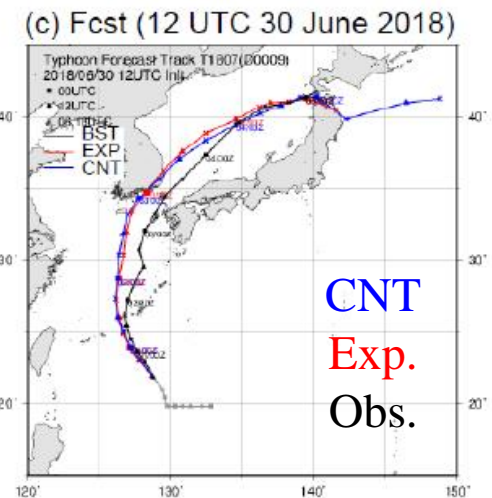 (c) Fcst (12 UTC 30 June 2018)
Typhoon Forecast Track T1807(D0009)
2018/06/30 12UTC Init.
00UTC
12UTC
BST
EXP
CNT
40°
40°
30°
30°
CNT
Exp.
Obs.
20°
20°
120°
130°
140°
150°